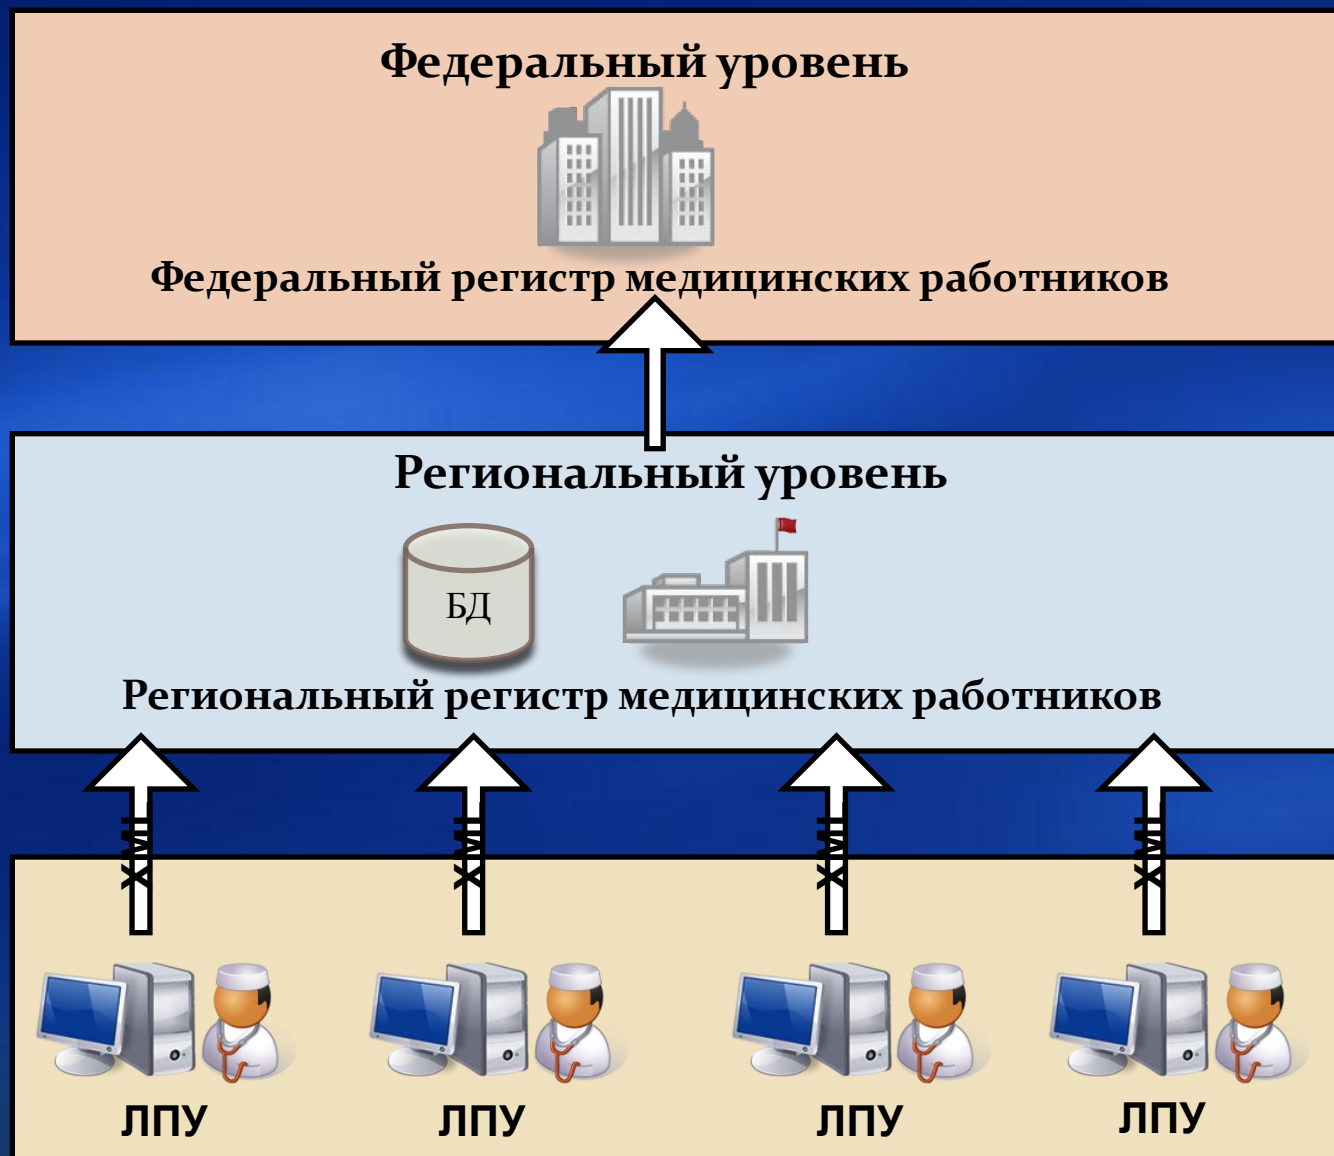 Федеральный уровень
Федеральный регистр медицинских работников
Региональный уровень
БД
Региональный регистр медицинских работников
XML
XML
XML
XML
ЛПУ
ЛПУ
ЛПУ
ЛПУ